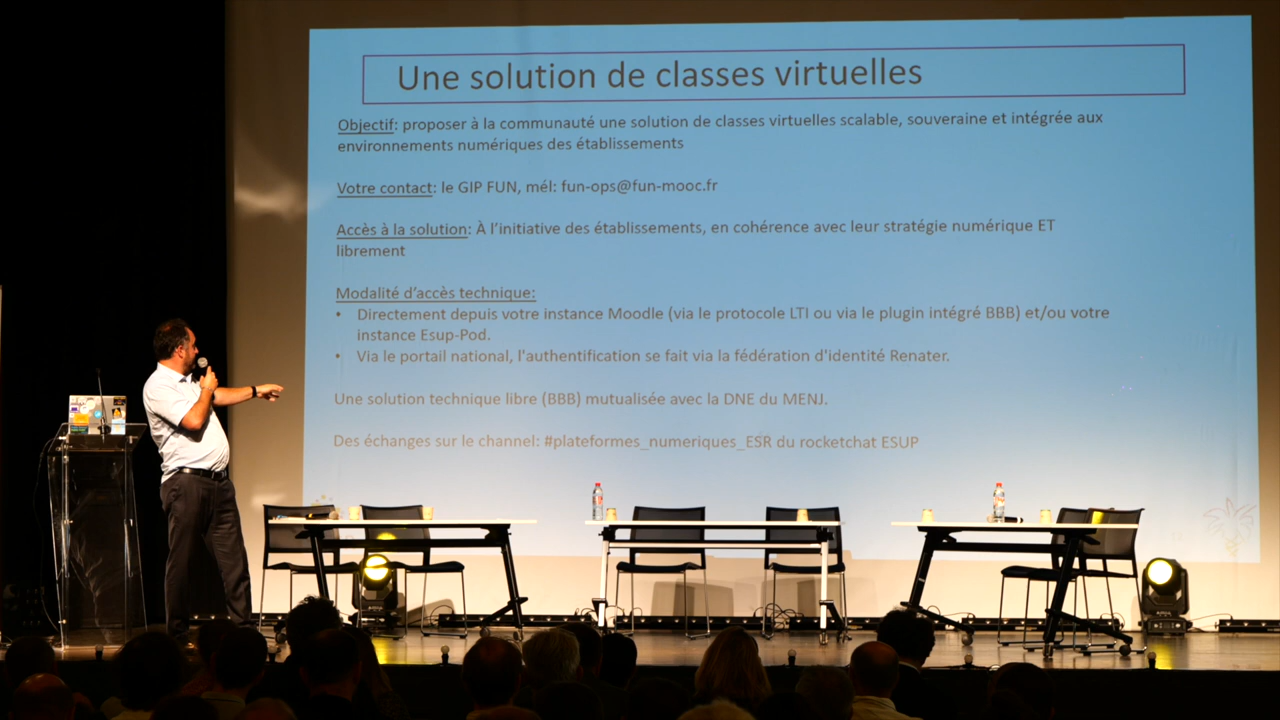 Une solution de classes virtuelles
Objectif: proposer à la communauté une solution de classes virtuelles scalable, souveraine et intégrée aux
environnements numériques des établissements
Votre contact: le GIP FUN, mél: fun-ops@fun-mooc.fr
Accès à la solution: À l'initiative des établissements, en cohérence avec leur stratégie numérique ET
librement
Modalité d'accès technique:
• Directement depuis votre instance Moodle (via le protocole LTI ou via le plugin intégré BBB) et/ou votre
instance Esup-Pod.
• Via le portail national, l'authentification se fait via la fédération d'identité Renater.
Une solution technique libre (BBB) mutualisée avec la DNE du MENJ.
Des échanges sur le channel: #plateformes_numeriques_ESR du rocketchat ESUP